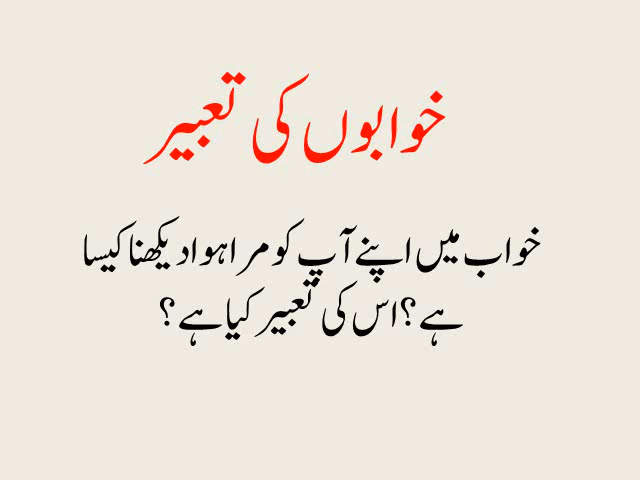 خوابوں کی تعبیر
خواب میں اپنے آپ کو مرا ہوا دیکھنا کیسا
ہے؟ اس کی تعبیر کیا ہے؟